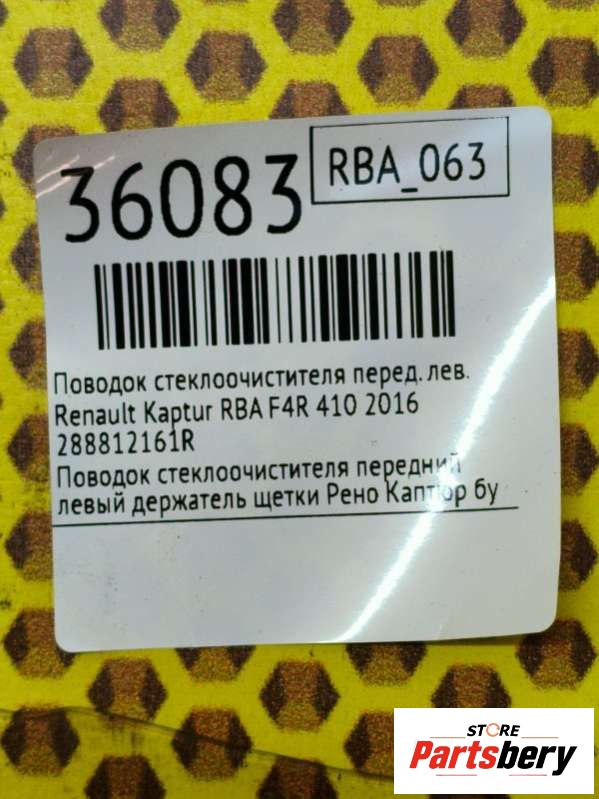 36083
RBA_063
Поводок стеклоочистителя перед. лев.
Renault Kaptur RBA F4R 410 2016
288812161R
Поводок стеклоочистителя передний
левый держатель щетки Рено Каптюр бу
STORE
Partsbery